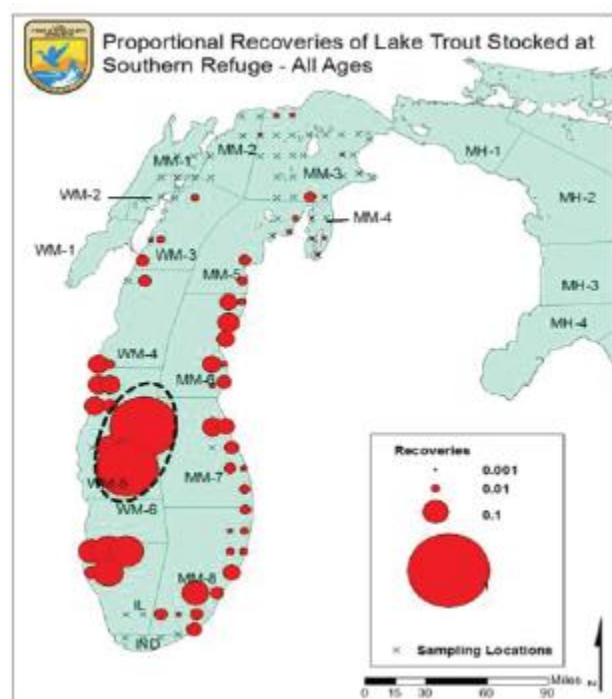 Proportional Recoveries of Lake Trout Stocked at
Southern Refuge - All Ages
MM-1
MM-2
MH-1
WM-2
MM-3
MH-2
MM-4
WM-1
WM-3
MM-5
MH-3
MH-4
WM-4
MM-6
Recoveries
0.001
0.01
0.1
MM-7
WM-5
WM-6
MM-8
IL
IND
× Sampling Locations
Miles
0 15 30 60 90